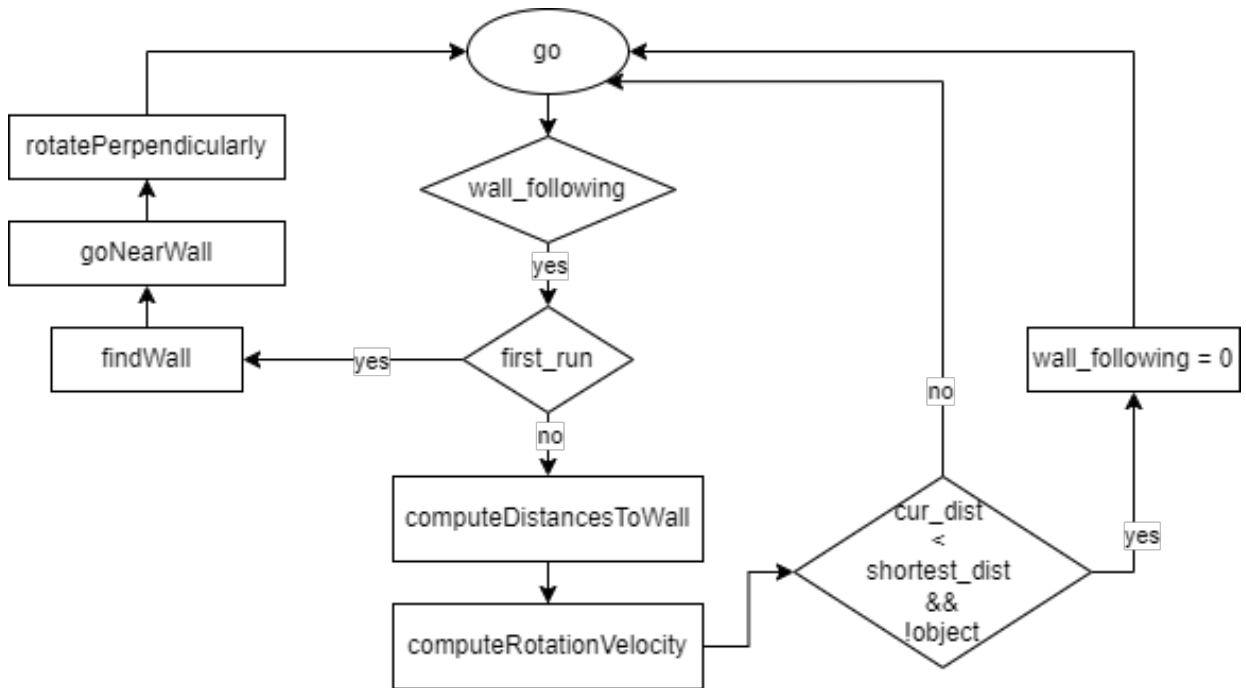 go
rotatePerpendicularly
wall_following
goNearWall
yes
findWall
yes
first_run
wall_following = 0
no
no
computeDistancesToWall
cur_dist
<
shortest_dist
&&
!object
yes
computeRotationVelocity